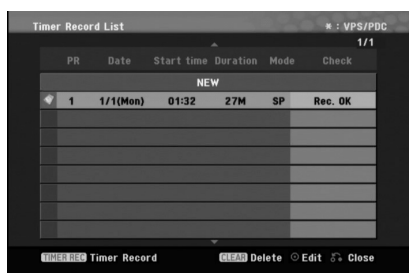 Timer Record List ✱ : VPS/PDC
1/1
PR Date Start time Duration Mode Check
NEW
1 1/1(Mon) 01:32 27M SP Rec. OK
TIMER REC Timer Record CLEAR Delete ⊙ Edit Close